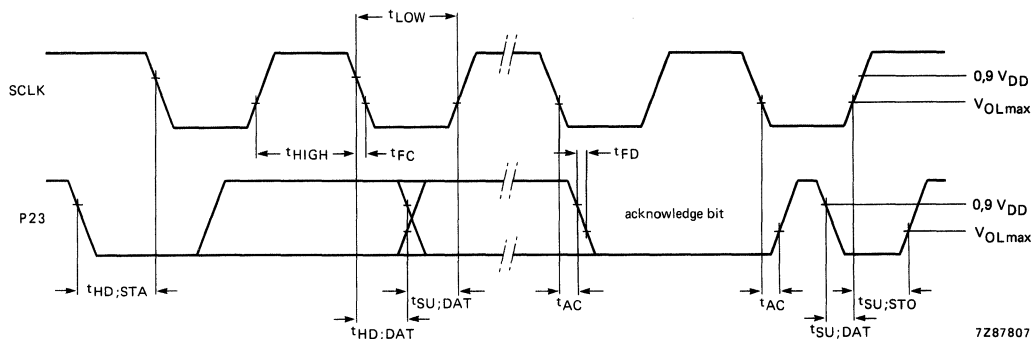 tLOW
SCLK
0,9 VDD
VOLmax
tHIGH
tFC
tFD
P23
acknowledge bit
0,9 VDD
VOLmax
tHD;STA
tSU;DAT
tAC
tAC
tSU;STO
tHD;DAT
tSU;DAT
7Z87807